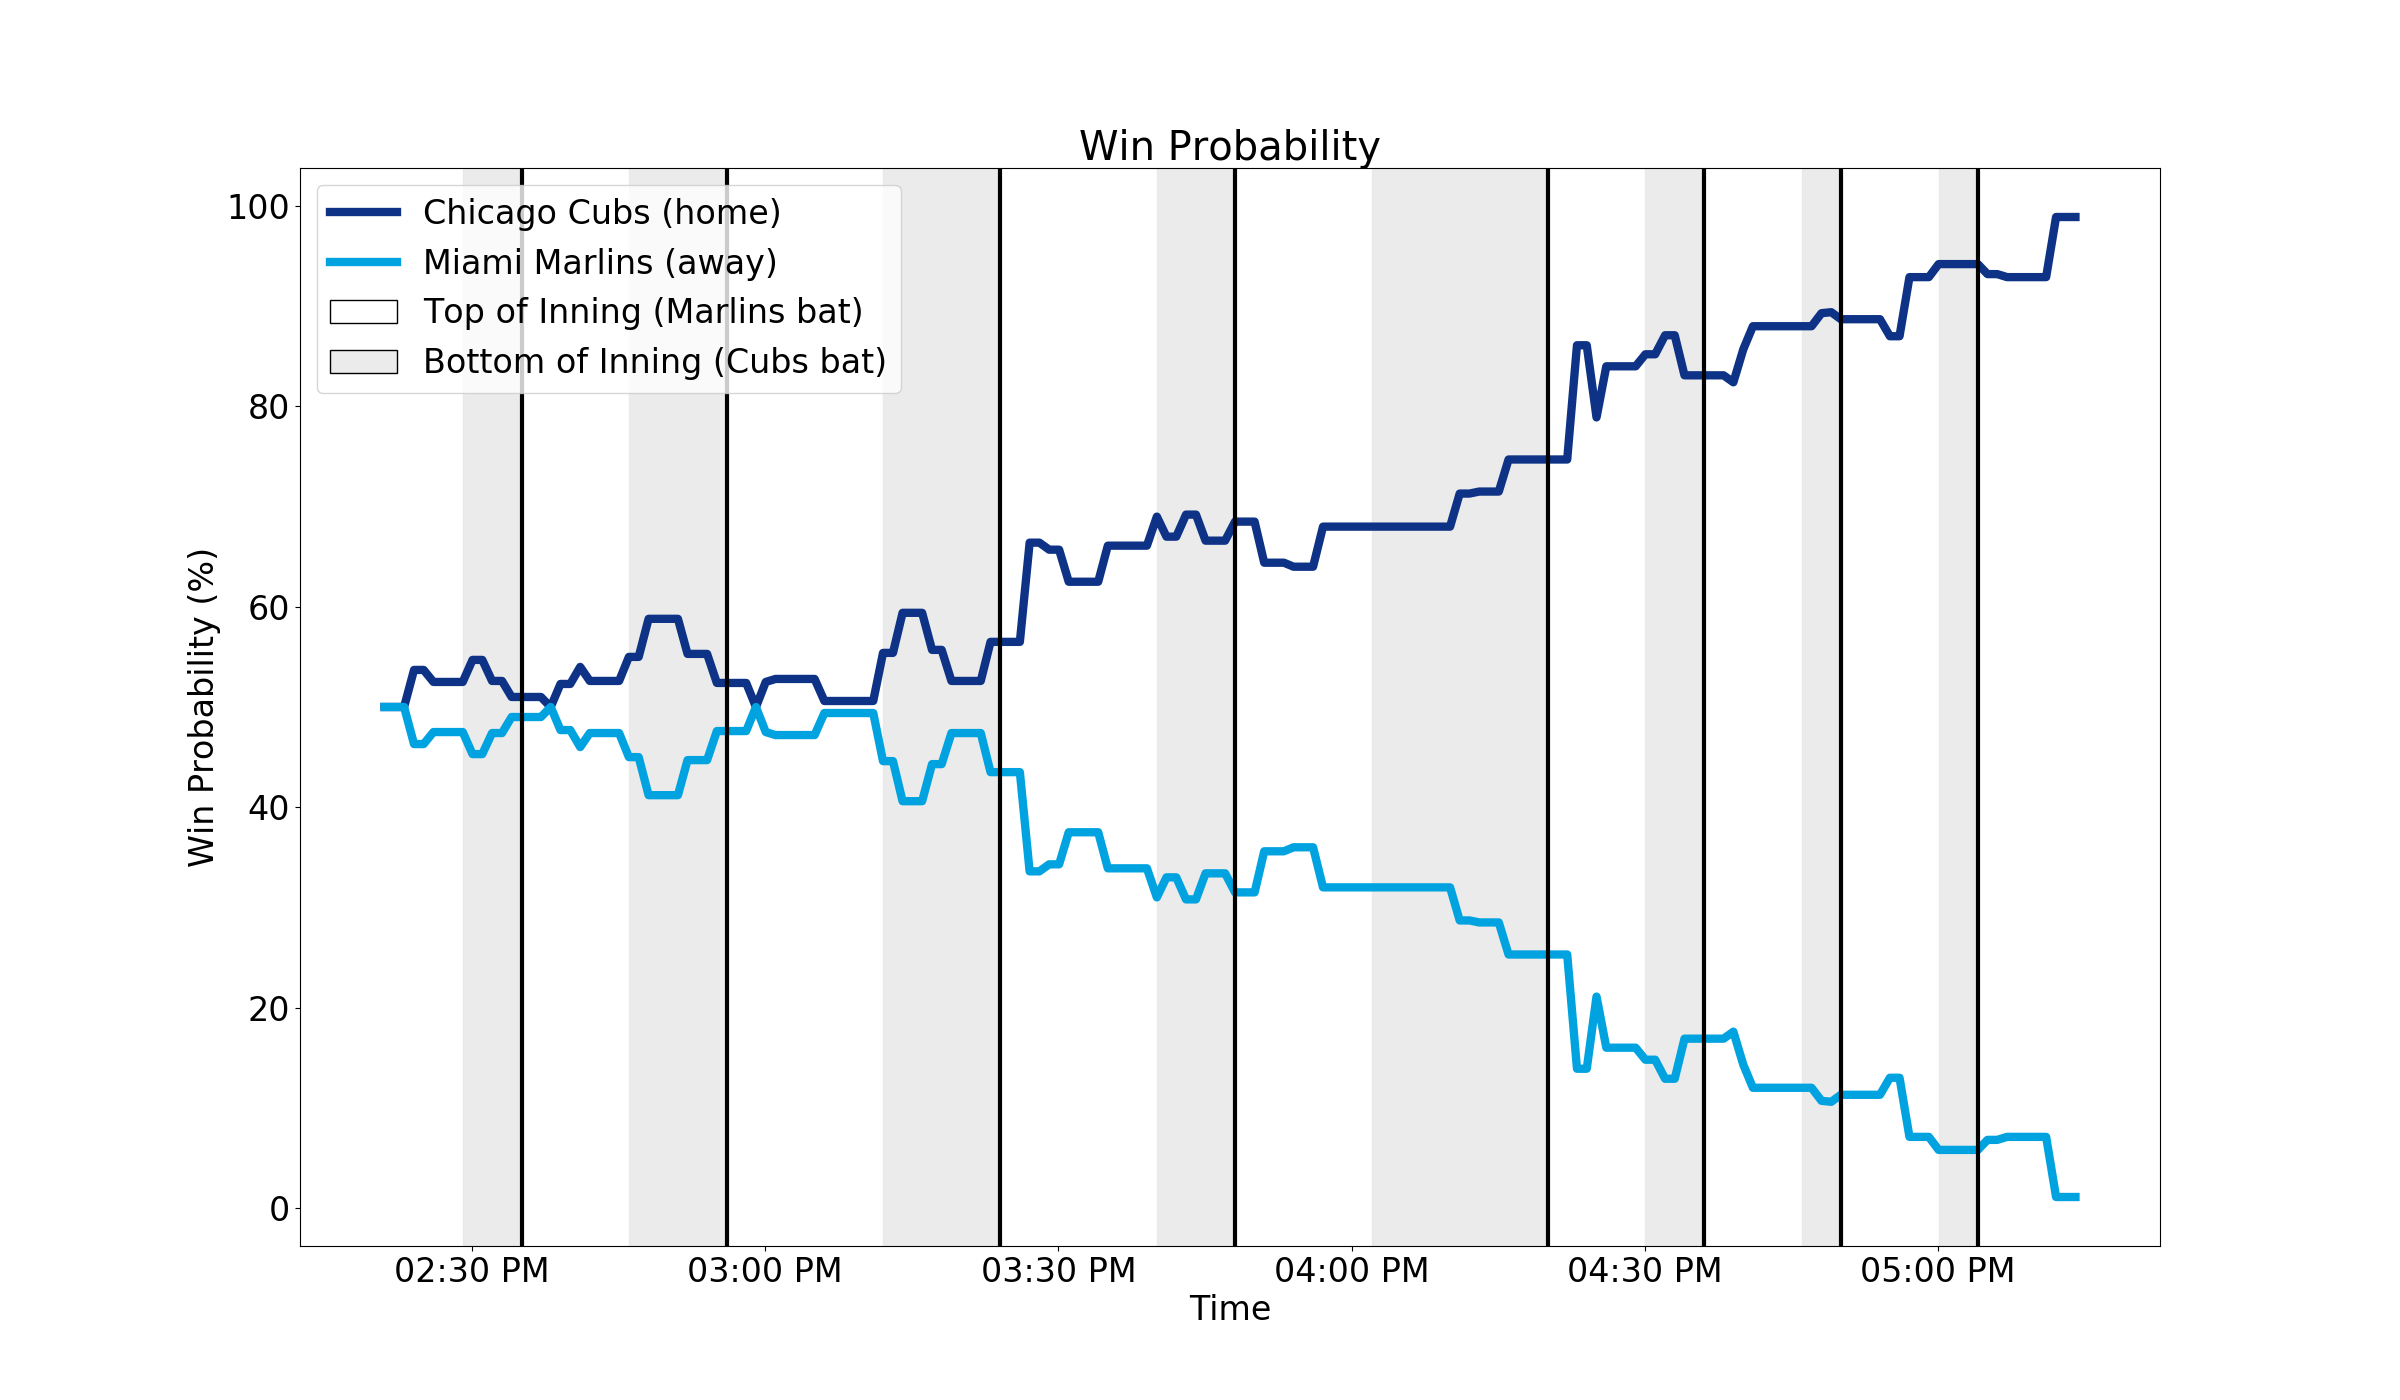 Win Probability
Chicago Cubs (home)
Miami Marlins (away)
Top of Inning (Marlins bat)
Bottom of Inning (Cubs bat)
Win Probability (%)
100
80
60
40
20
0
02:30 PM 03:00 PM 03:30 PM 04:00 PM 04:30 PM 05:00 PM
Time